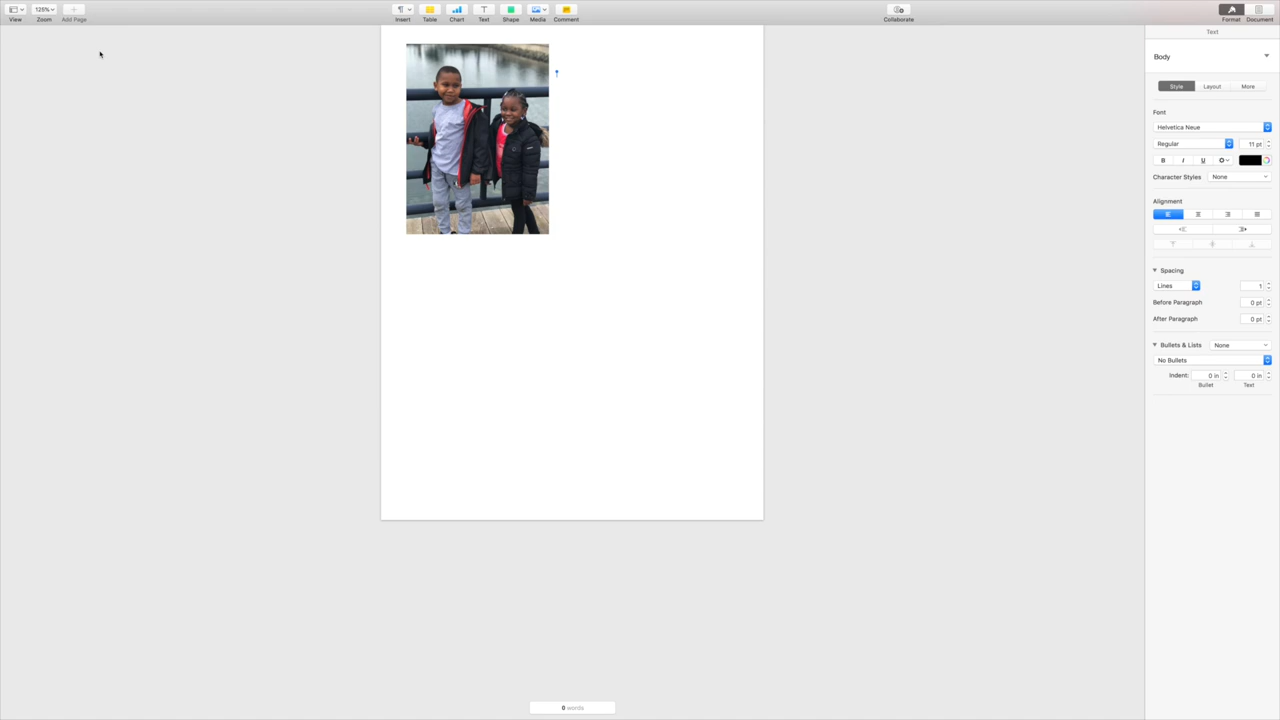 125%
View Zoom Add Page
Insert Table Chart Text Shape Media Comment
Collaborate
Format Document
Text
Body
Style Layout More
Font
Helvetica Neue
Regular 11 pt
B I U
Character Styles None
Alignment
Spacing
Lines 1
Before Paragraph 0 pt
After Paragraph 0 pt
Bullets & Lists None
No Bullets
Indent: 0 in 0 in
Bullet Text
0 words